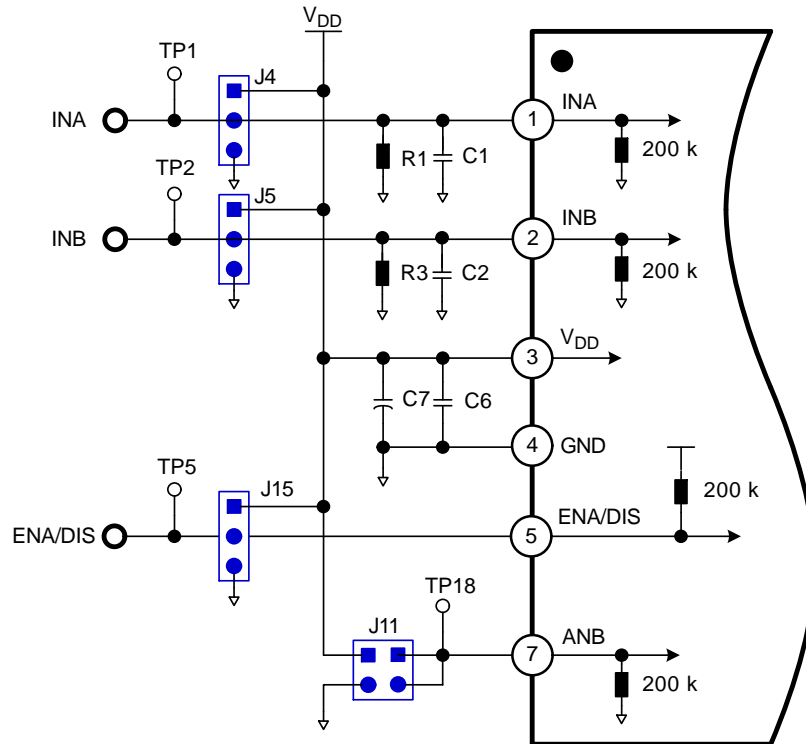 VDD
TP1
J4
INA
1
INA
R1
C1
200 k
TP2
J5
INB
2
INB
R3
C2
200 k
3
VDD
C7
C6
4
GND
TP5
J15
200 k
ENA/DIS
5
ENA/DIS
TP18
J11
7
ANB
200 k